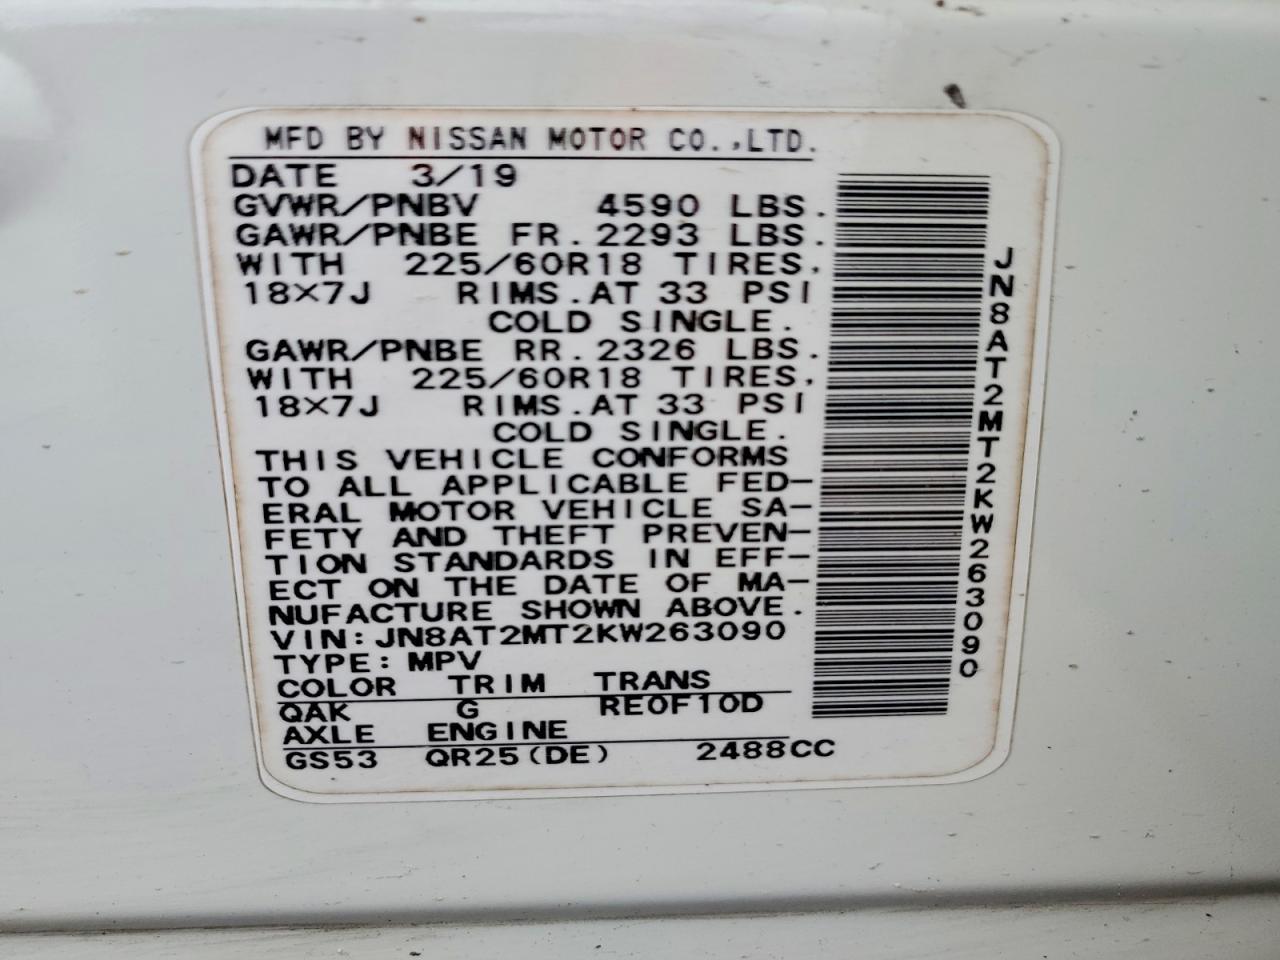 MFD BY NISSAN MOTOR CO.,LTD.
DATE 3/19
GVWR/PNBV 4590 LBS.
GAWR/PNBE FR.2293 LBS.
WITH 225/60R18 TIRES,
18×7J RIMS.AT 33 PSI
COLD SINGLE.
GAWR/PNBE RR.2326 LBS.
WITH 225/60R18 TIRES,
18×7J RIMS.AT 33 PSI
COLD SINGLE.
THIS VEHICLE CONFORMS
TO ALL APPLICABLE FED-
ERAL MOTOR VEHICLE SA-
FETY AND THEFT PREVEN-
TION STANDARDS IN EFF-
ECT ON THE DATE OF MA-
NUFACTURE SHOWN ABOVE.
VIN:JN8AT2MT2KW263090
TYPE:MPV
COLOR TRIM TRANS
QAK G RE0F10D
AXLE ENGINE
GS53 QR25(DE) 2488CC
JN8AT2MT2KW263090